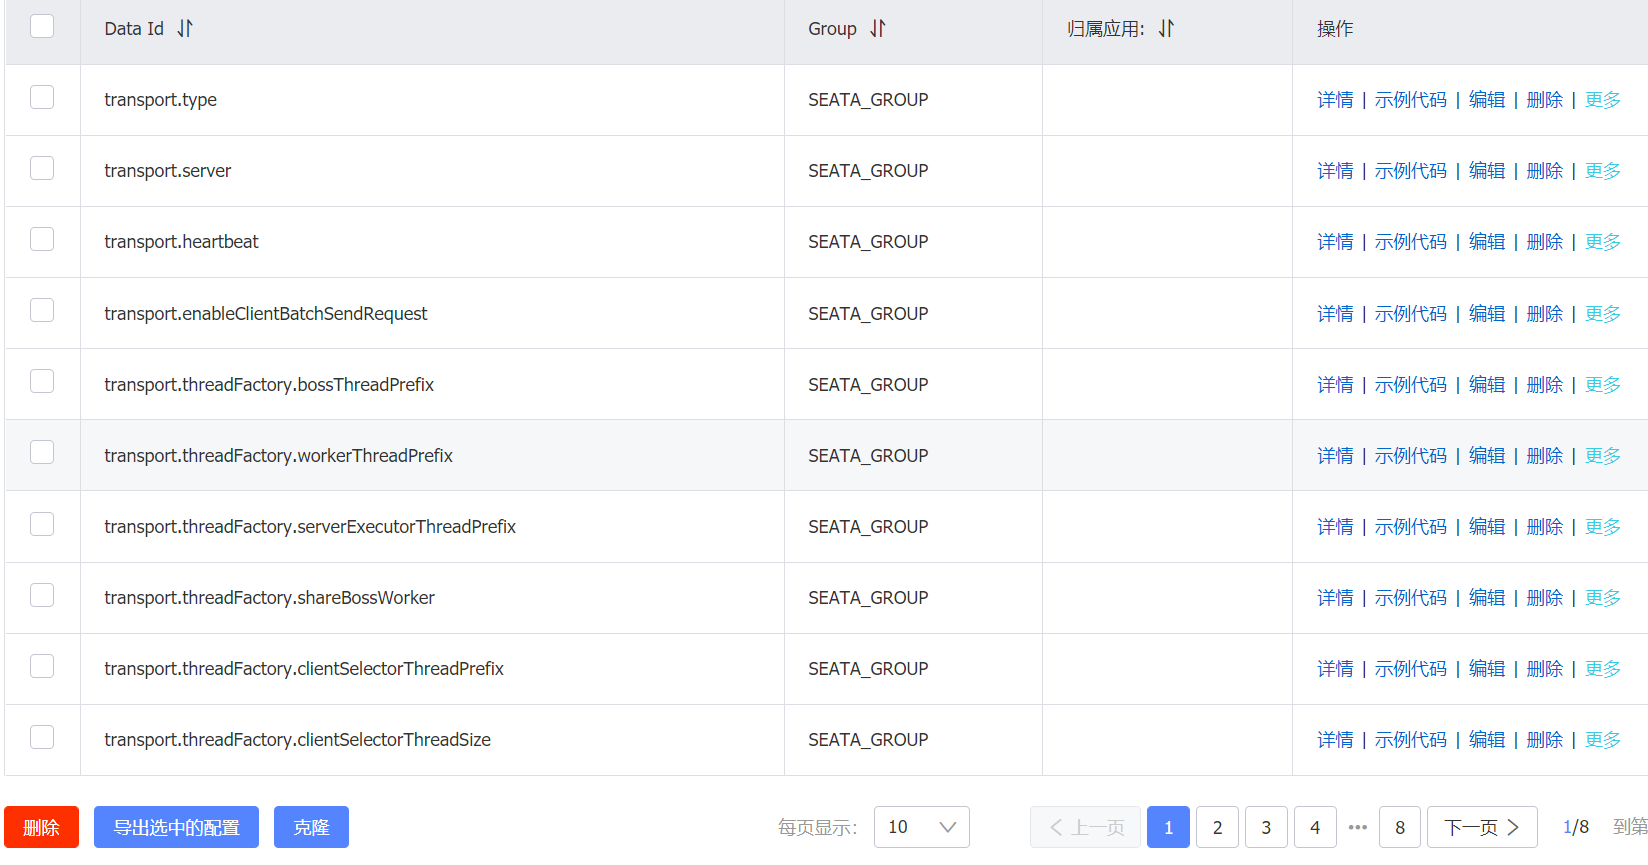 Data Id Group 归属应用: 操作
transport.type SEATA_GROUP 详情 | 示例代码 | 编辑 | 删除 | 更多
transport.server SEATA_GROUP 详情 | 示例代码 | 编辑 | 删除 | 更多
transport.heartbeat SEATA_GROUP 详情 | 示例代码 | 编辑 | 删除 | 更多
transport.enableClientBatchSendRequest SEATA_GROUP 详情 | 示例代码 | 编辑 | 删除 | 更多
transport.threadFactory.bossThreadPrefix SEATA_GROUP 详情 | 示例代码 | 编辑 | 删除 | 更多
transport.threadFactory.workerThreadPrefix SEATA_GROUP 详情 | 示例代码 | 编辑 | 删除 | 更多
transport.threadFactory.serverExecutorThreadPrefix SEATA_GROUP 详情 | 示例代码 | 编辑 | 删除 | 更多
transport.threadFactory.shareBossWorker SEATA_GROUP 详情 | 示例代码 | 编辑 | 删除 | 更多
transport.threadFactory.clientSelectorThreadPrefix SEATA_GROUP 详情 | 示例代码 | 编辑 | 删除 | 更多
transport.threadFactory.clientSelectorThreadSize SEATA_GROUP 详情 | 示例代码 | 编辑 | 删除 | 更多
删除 导出选中的配置 克隆 每页显示: 10 上一页 1 2 3 4 ••• 8 下一页 1/8 到第